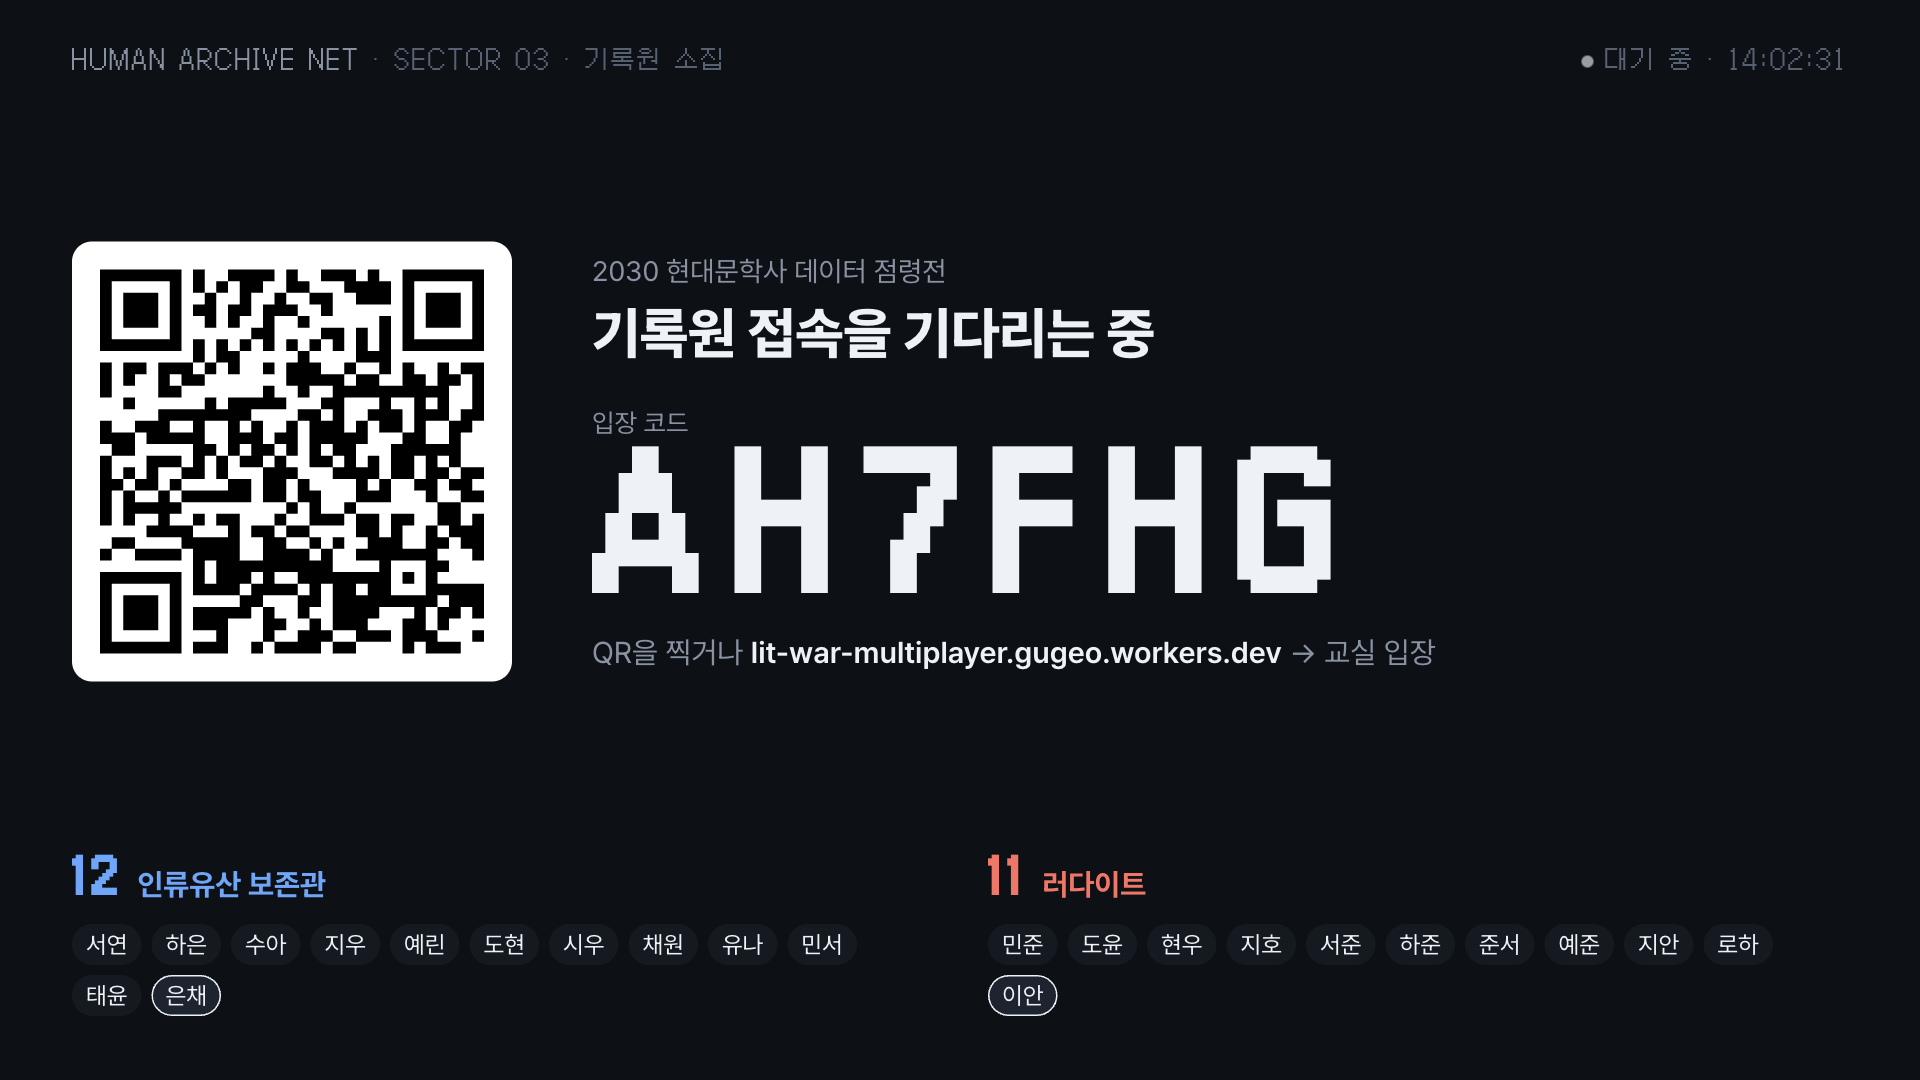 HUMAN ARCHIVE NET · SECTOR 03 · 기록원 소집
● 대기 중 · 14:02:31
2030 현대문학사 데이터 점령전
기록원 접속을 기다리는 중
입장 코드
AH7FHG
QR을 찍거나 lit-war-multiplayer.gugeo.workers.dev → 교실 입장
12 인류유산 보존관
서연 하은 수아 지우 예린 도현 시우 채원 유나 민서
태윤 은채
11 러다이트
민준 도윤 현우 지호 서준 하준 준서 예준 지안 로하
이안